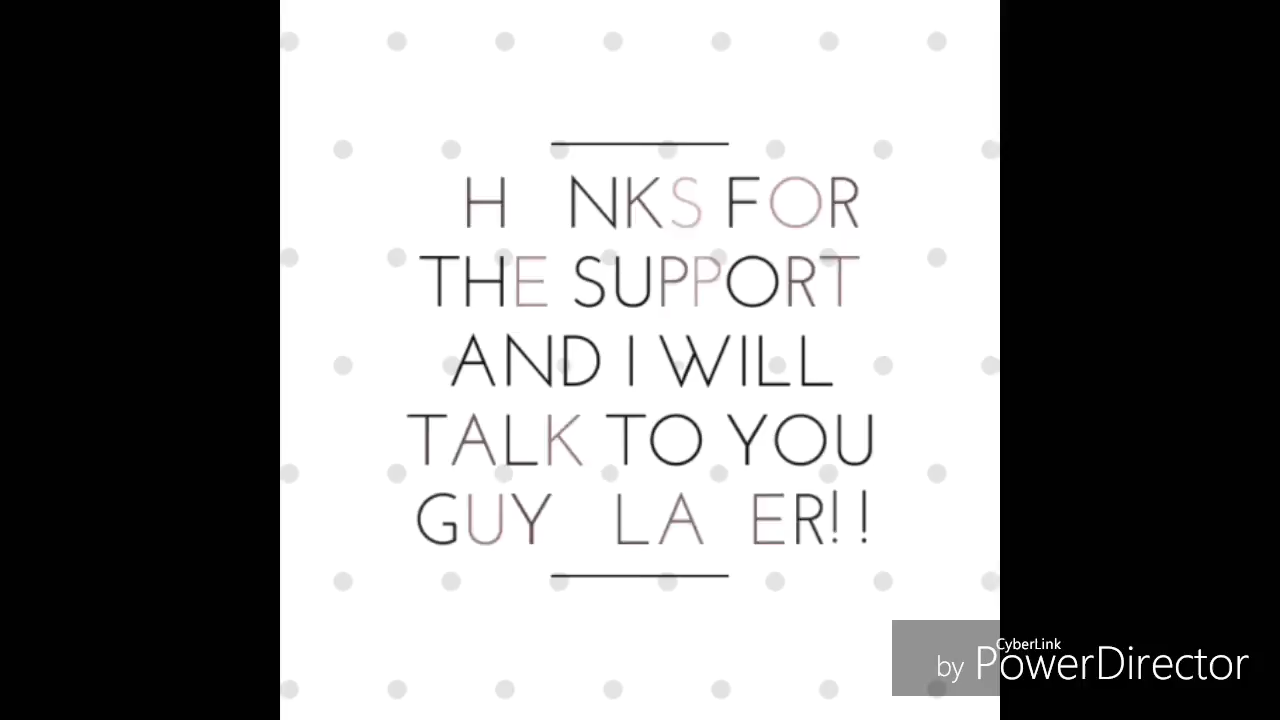 H NKS FOR
THE SUPPORT
AND I WILL
TALK TO YOU
GUY LA ER!!
CyberLink
by PowerDirector